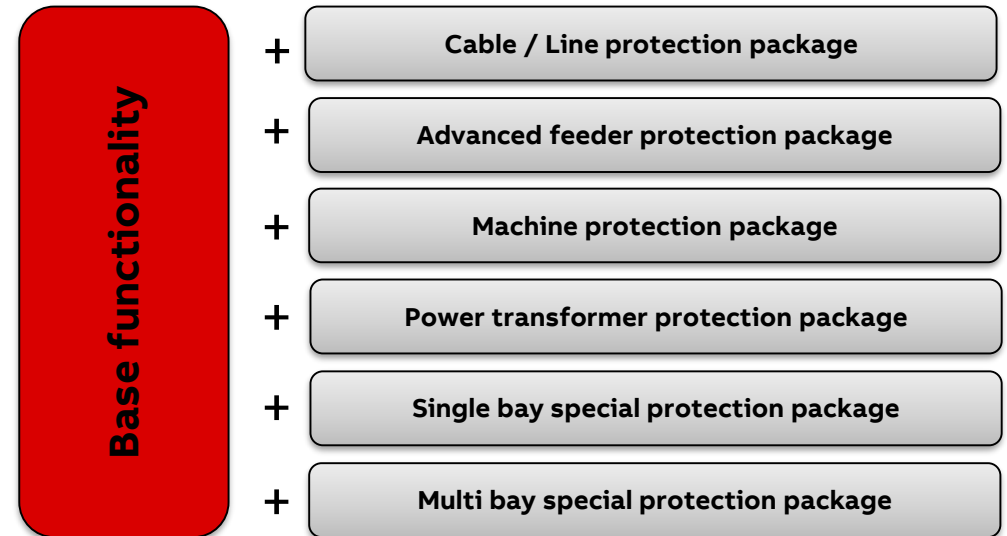 Base functionality
+ Cable / Line protection package
+ Advanced feeder protection package
+ Machine protection package
+ Power transformer protection package
+ Single bay special protection package
+ Multi bay special protection package